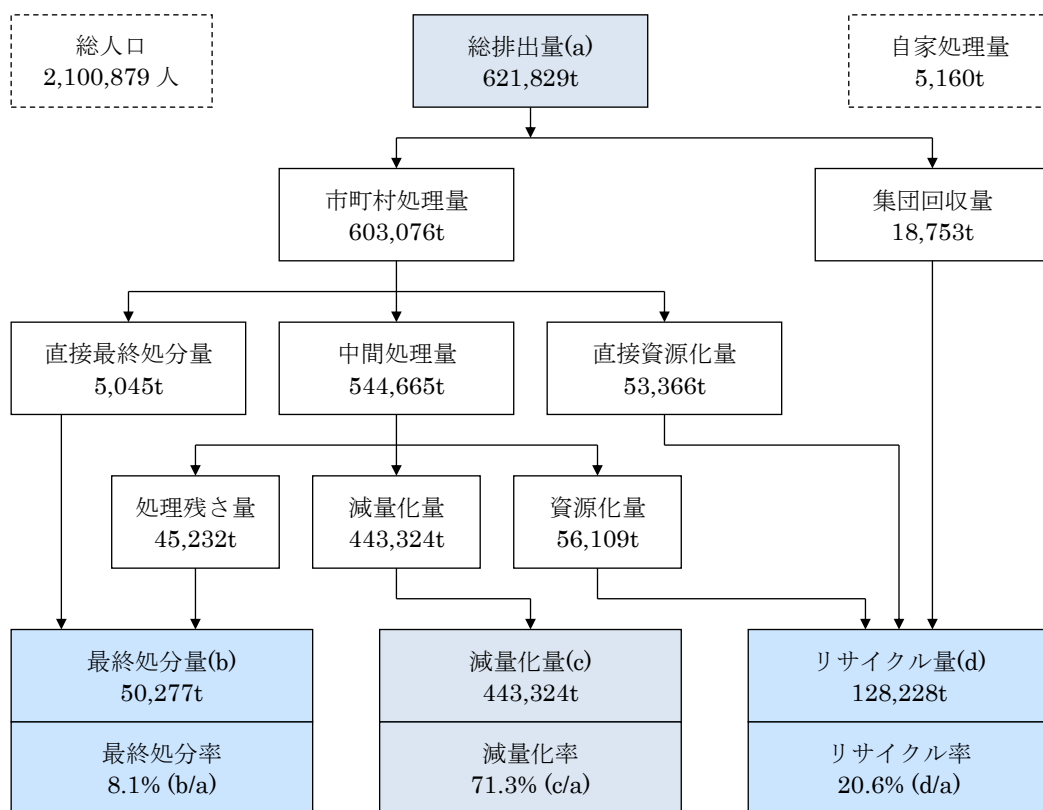 総人口
2,100,879 人
総排出量(a)
621,829t
自家処理量
5,160t
市町村処理量
603,076t
集団回収量
18,753t
直接最終処分量
5,045t
中間処理量
544,665t
直接資源化量
53,366t
処理残さ量
45,232t
減量化量
443,324t
資源化量
56,109t
最終処分量(b)
50,277t
減量化量(c)
443,324t
リサイクル量(d)
128,228t
最終処分率
8.1% (b/a)
減量化率
71.3% (c/a)
リサイクル率
20.6% (d/a)